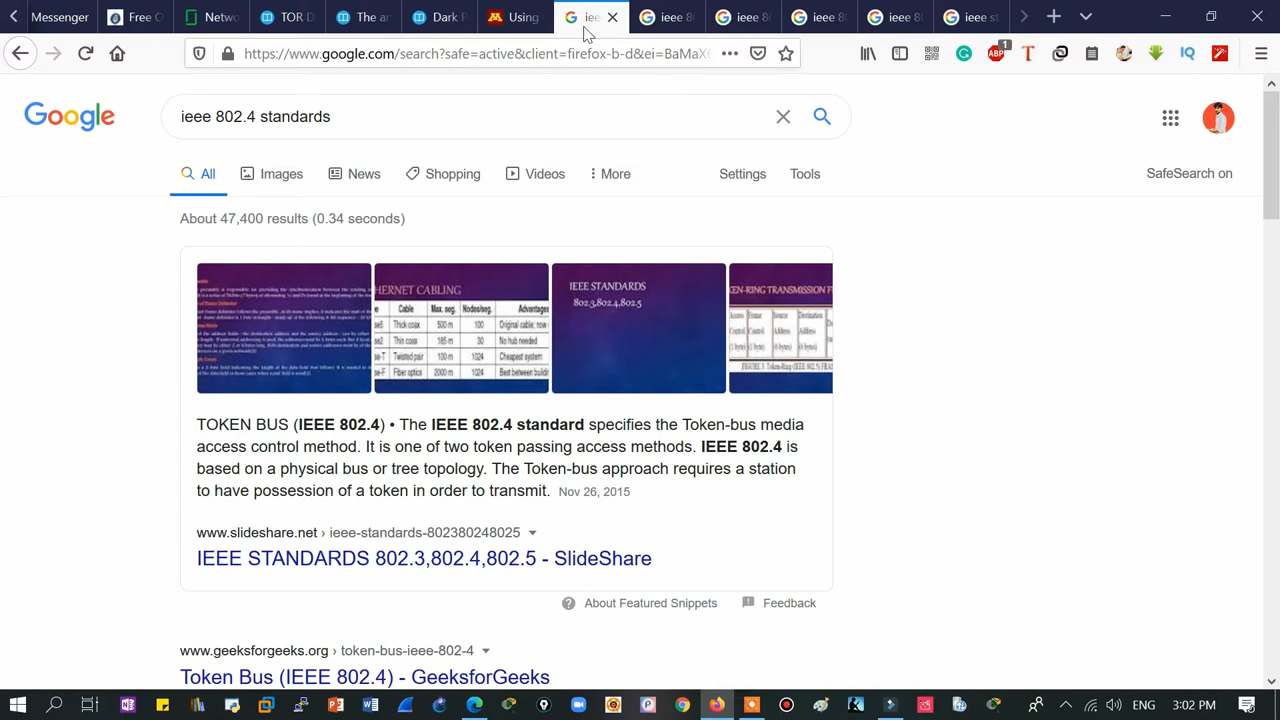 Messenger
Free O
Netwo
TOR D
The ar
Dark P
Using
iee
ieee 8
ieee 8
ieee 8
ieee 8
ieee st
https://www.google.com/search?safe=active&client=firefox-b-d&ei=BaMaX
1
Google
ieee 802.4 standards
All
Images
News
Shopping
Videos
More
Settings
Tools
SafeSearch on
About 47,400 results (0.34 seconds)
HERNET CABLING
Cable Max. seg. Nodes/seg. Advantages
Thick coax 500 m 100 Original cable; now
Thin coax 185 m 30 No hub needed
Twisted pair 100 m 1024 Cheapest system
Fiber optics 2000 m 1024 Best between buildin
IEEE STANDARDS
802.3,802.4,802.5
KEN-RING TRANSMISSION F
TOKEN BUS (IEEE 802.4) • The IEEE 802.4 standard specifies the Token-bus media
access control method. It is one of two token passing access methods. IEEE 802.4 is
based on a physical bus or tree topology. The Token-bus approach requires a station
to have possession of a token in order to transmit. Nov 26, 2015
www.slideshare.net › ieee-standards-802380248025
IEEE STANDARDS 802.3,802.4,802.5 - SlideShare
About Featured Snippets
Feedback
www.geeksforgeeks.org › token-bus-ieee-802-4
Token Bus (IEEE 802.4) - GeeksforGeeks
ENG
3:02 PM